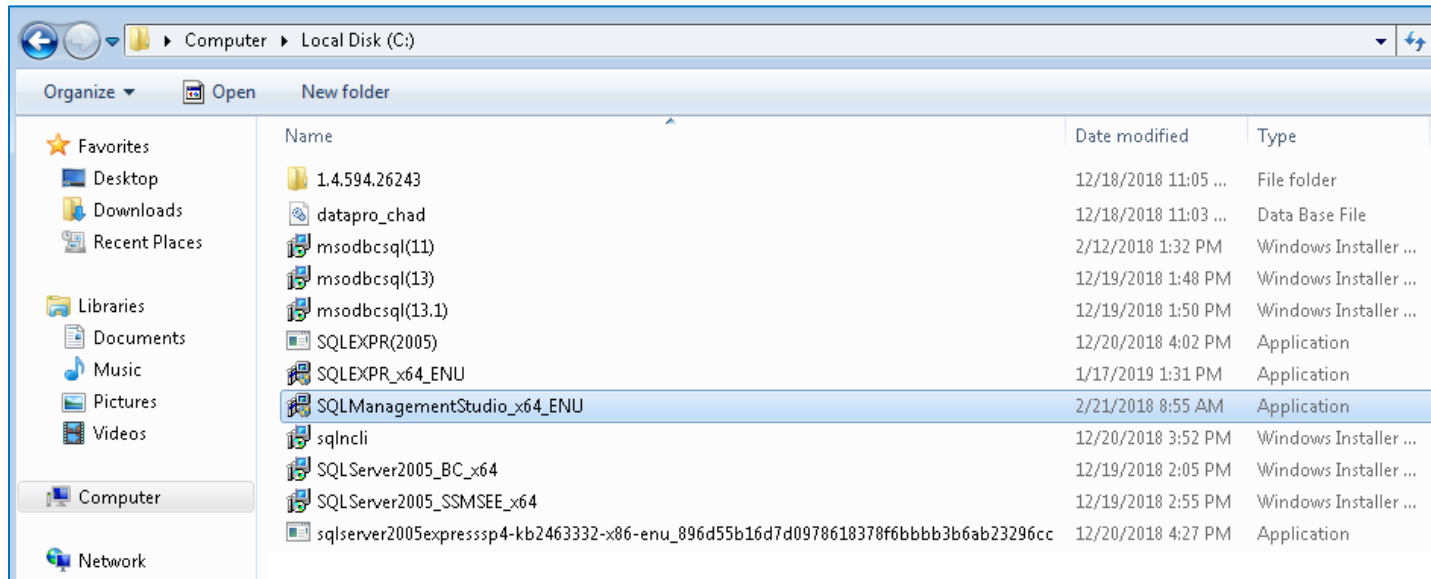 Computer Local Disk (C:)
Organize Open New folder
Favorites
Desktop
Downloads
Recent Places
Libraries
Documents
Music
Pictures
Videos
Computer
Network
Name Date modified Type
1.4.594.26243 12/18/2018 11:05 ... File folder
datapro_chad 12/18/2018 11:03 ... Data Base File
msodbcsql(11) 2/12/2018 1:32 PM Windows Installer ...
msodbcsql(13) 12/19/2018 1:48 PM Windows Installer ...
msodbcsql(13.1) 12/19/2018 1:50 PM Windows Installer ...
SQLEXPR(2005) 12/20/2018 4:02 PM Application
SQLEXPR_x64_ENU 1/17/2019 1:31 PM Application
SQLManagementStudio_x64_ENU 2/21/2018 8:55 AM Application
sqlncli 12/20/2018 3:52 PM Windows Installer ...
SQLServer2005_BC_x64 12/19/2018 2:05 PM Windows Installer ...
SQLServer2005_SSMSEE_x64 12/19/2018 2:55 PM Windows Installer ...
sqlserver2005expresssp4-kb2463332-x86-enu_896d55b16d7d0978618378f6bbbb3b6ab23296cc 12/20/2018 4:27 PM Application